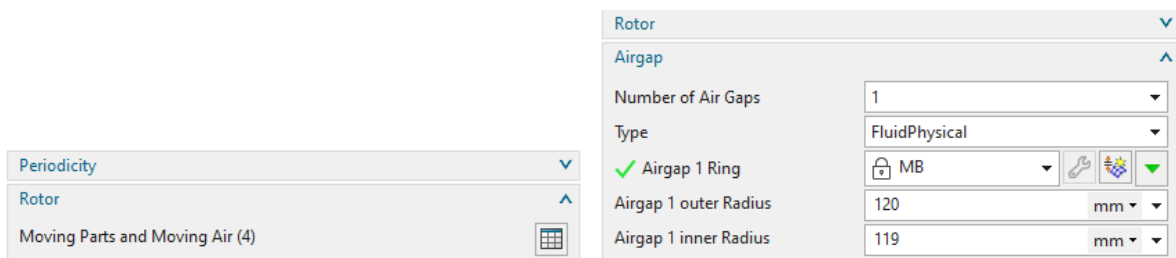 Periodicity
Rotor
Moving Parts and Moving Air (4)
Rotor
Airgap
Number of Air Gaps 1
Type FluidPhysical
Airgap 1 Ring MB
Airgap 1 outer Radius 120 mm
Airgap 1 inner Radius 119 mm